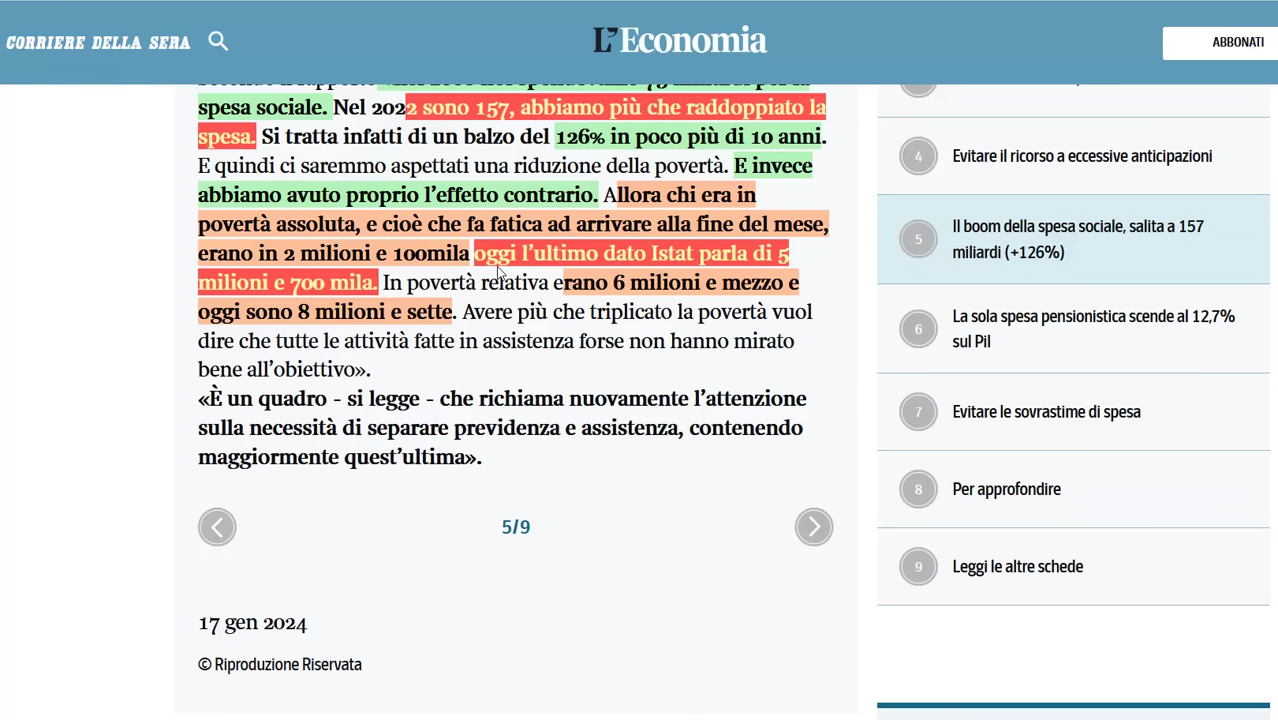 CORRIERE DELLA SERA
L'Economia
ABBONATI
spesa sociale. Nel 2022 sono 157, abbiamo più che raddoppiato la
spesa. Si tratta infatti di un balzo del 126% in poco più di 10 anni.
E quindi ci saremmo aspettati una riduzione della povertà. E invece
abbiamo avuto proprio l’effetto contrario. Allora chi era in
povertà assoluta, e cioè che fa fatica ad arrivare alla fine del mese,
erano in 2 milioni e 100mila oggi l’ultimo dato Istat parla di 5
milioni e 700 mila. In povertà relativa erano 6 milioni e mezzo e
oggi sono 8 milioni e sette. Avere più che triplicato la povertà vuol
dire che tutte le attività fatte in assistenza forse non hanno mirato
bene all’obiettivo».
«È un quadro - si legge - che richiama nuovamente l’attenzione
sulla necessità di separare previdenza e assistenza, contenendo
maggiormente quest’ultima».
5/9
17 gen 2024
© Riproduzione Riservata
4 Evitare il ricorso a eccessive anticipazioni
5 Il boom della spesa sociale, salita a 157
miliardi (+126%)
6 La sola spesa pensionistica scende al 12,7%
sul Pil
7 Evitare le sovrastime di spesa
8 Per approfondire
9 Leggi le altre schede